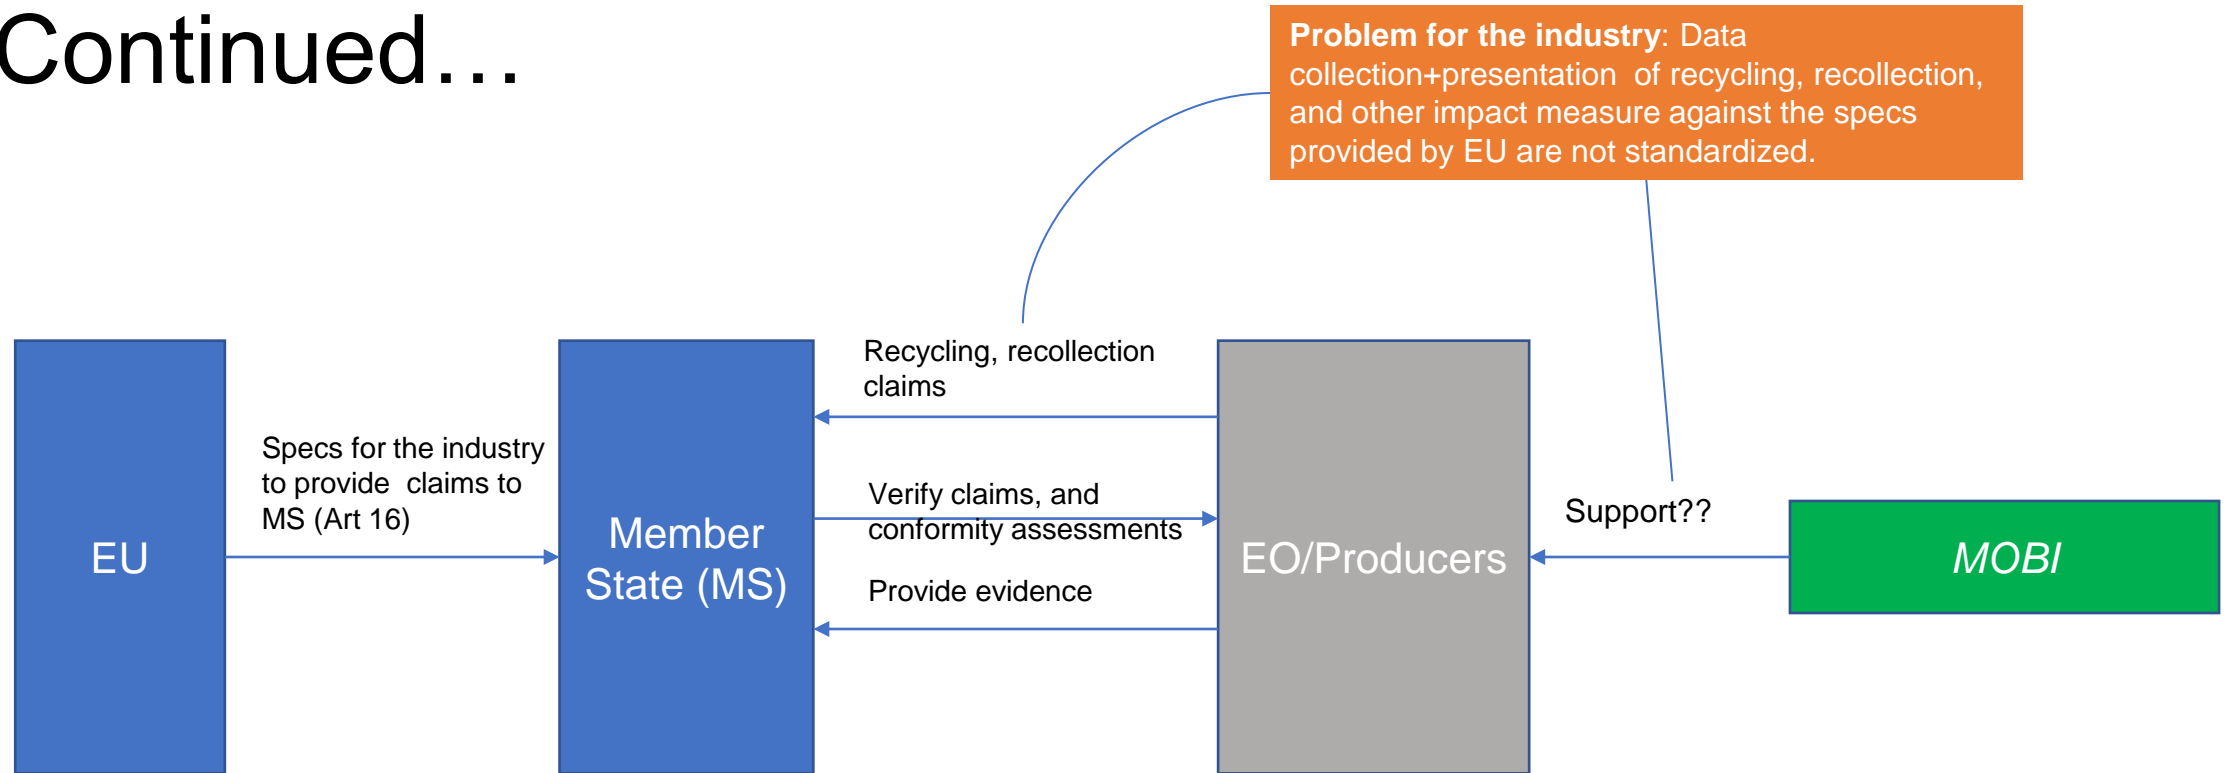 Continued…
Problem for the industry: Data
collection+presentation of recycling, recollection,
and other impact measure against the specs
provided by EU are not standardized.
EU
Specs for the industry
to provide claims to
MS (Art 16)
Member
State (MS)
Recycling, recollection
claims
Verify claims, and
conformity assessments
Provide evidence
EO/Producers
Support??
MOBI